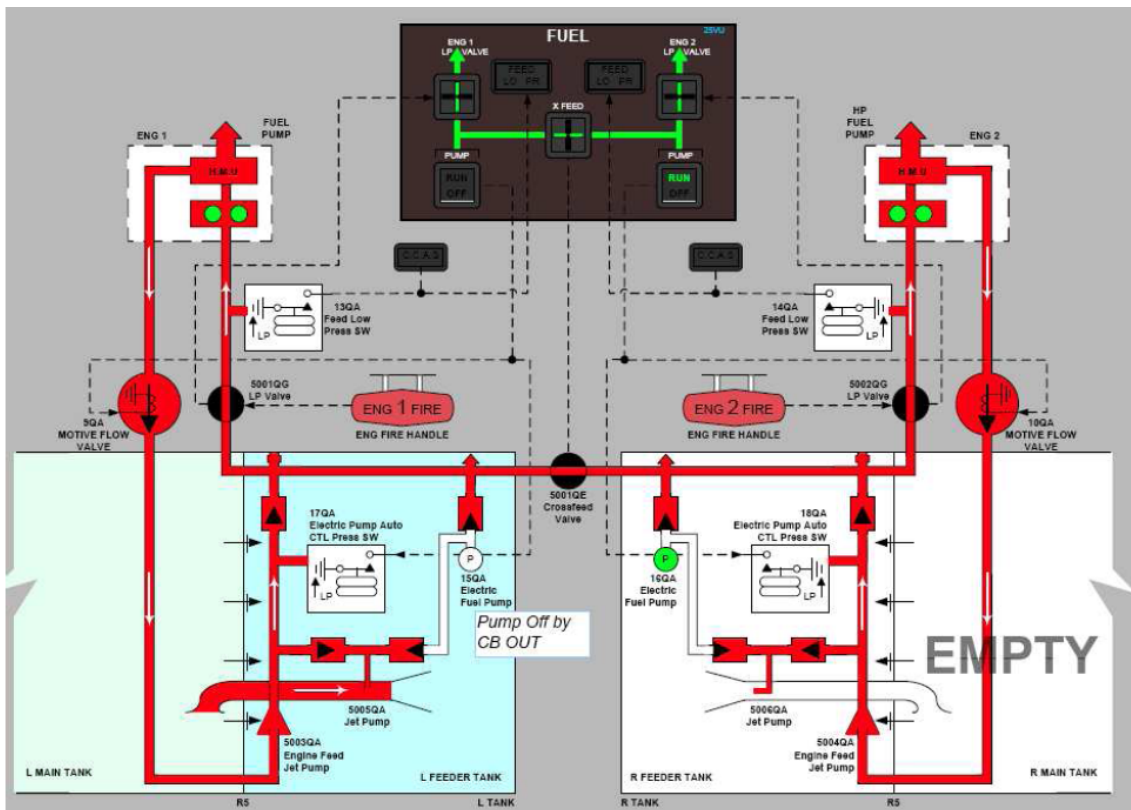 FUEL
25VU
ENG 1
LP VALVE
FEED
LO PR
FEED
LO PR
ENG 2
LP VALVE
X FEED
PUMP
RUN
OFF
PUMP
RUN
OFF
ENG 1
FUEL
PUMP
H.M.U
HP
FUEL
PUMP
ENG 2
H.M.U
C.C.A.S
C.C.A.S
13QA
Feed Low
Press SW
LP
14QA
Feed Low
Press SW
LP
5001QG
LP Valve
ENG 1 FIRE
ENG FIRE HANDLE
ENG 2 FIRE
ENG FIRE HANDLE
5002QG
LP Valve
9QA
MOTIVE FLOW
VALVE
10QA
MOTIVE FLOW
VALVE
5001QE
Crossfeed
Valve
17QA
Electric Pump Auto
CTL Press SW
LP
P
15QA
Electric
Fuel Pump
Pump Off by
CB OUT
P
16QA
Electric
Fuel Pump
18QA
Electric Pump Auto
CTL Press SW
LP
EMPTY
5005QA
Jet Pump
5006QA
Jet Pump
5003QA
Engine Feed
Jet Pump
5004QA
Engine Feed
Jet Pump
L MAIN TANK
L FEEDER TANK
R FEEDER TANK
R MAIN TANK
R5
L TANK
R TANK
R5